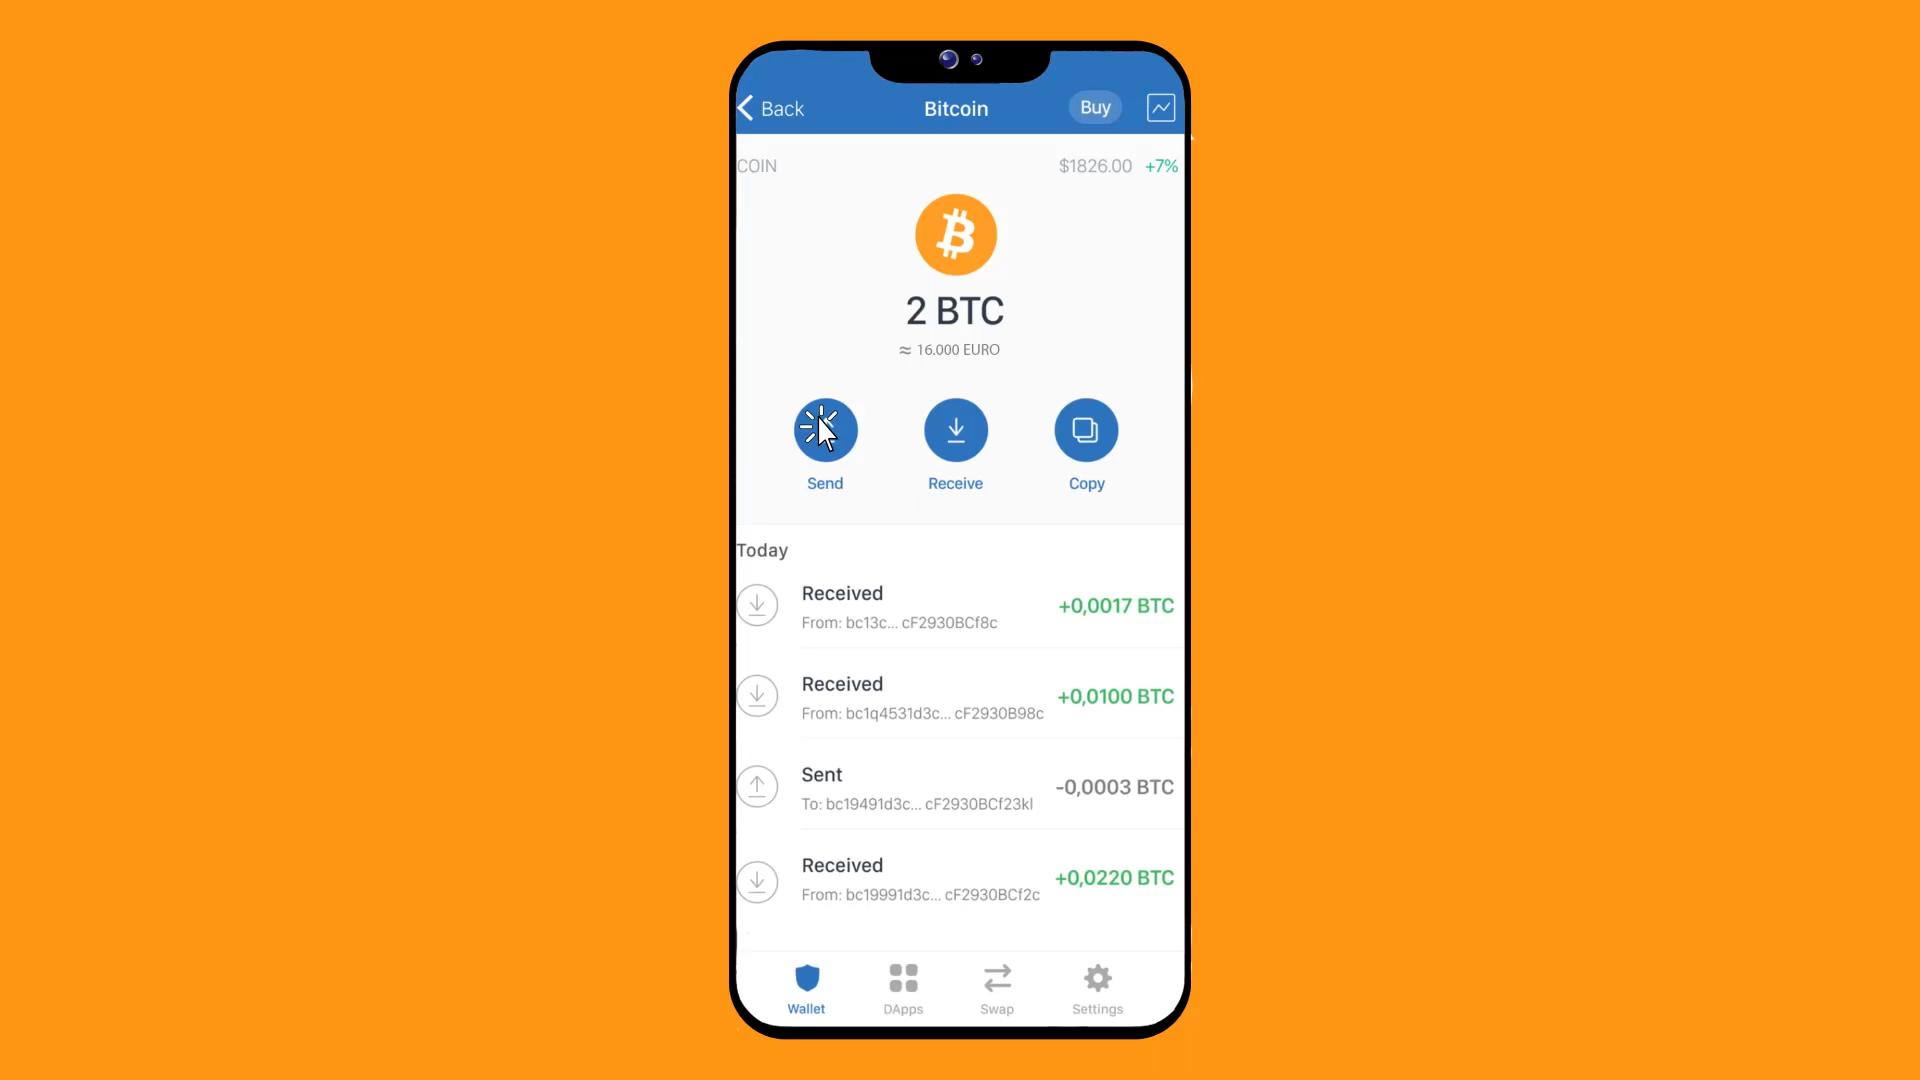 Back
Bitcoin
Buy
COIN
$1826.00 +7%
2 BTC
≈ 16.000 EURO
Send
Receive
Copy
Today
Received
+0,0017 BTC
From: bc13c... cF2930BCf8c
Received
+0,0100 BTC
From: bc1q4531d3c... cF2930B98c
Sent
-0,0003 BTC
To: bc19491d3c... cF2930BCf23kl
Received
+0,0220 BTC
From: bc19991d3c... cF2930BCf2c
Wallet
DApps
Swap
Settings